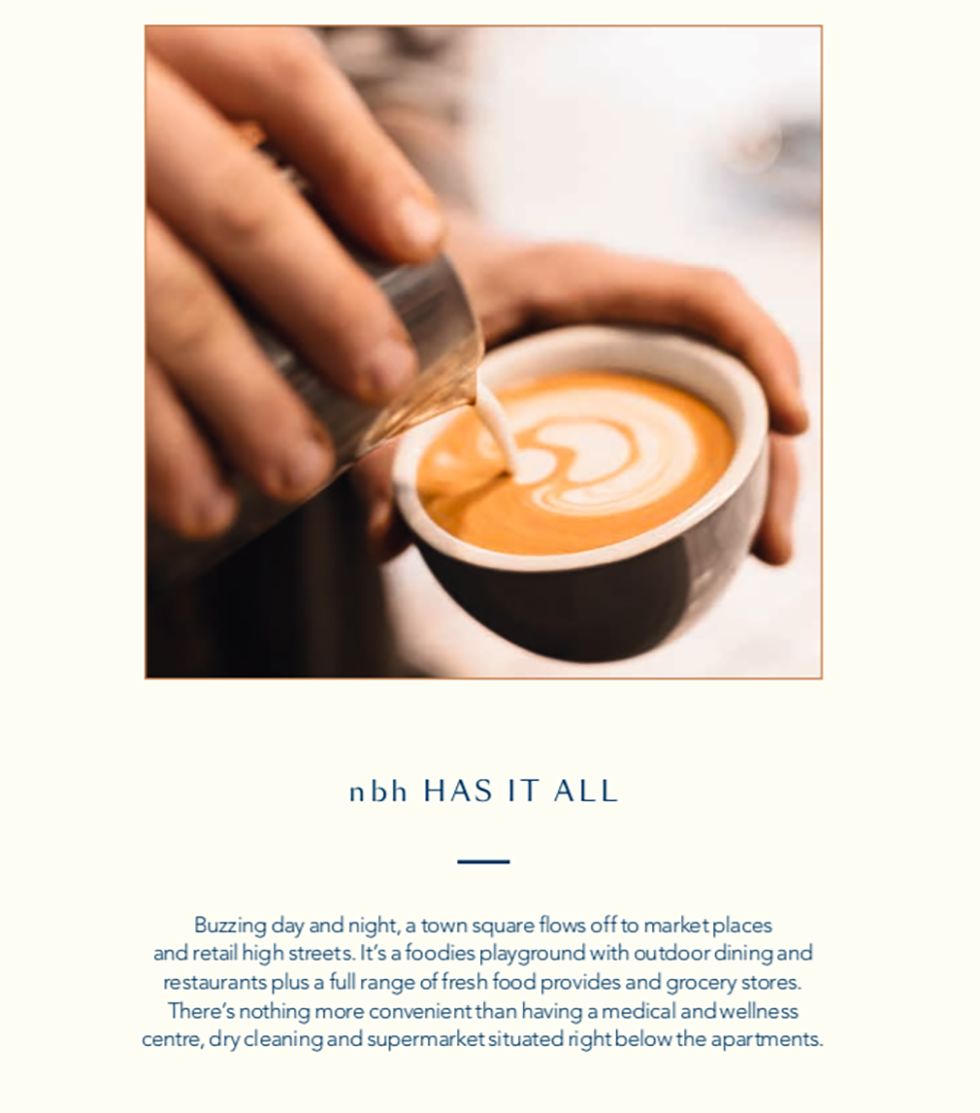 nbh HAS IT ALL
Buzzing day and night, a town square flows off to market places
and retail high streets. It's a foodies playground with outdoor dining and
restaurants plus a full range of fresh food provides and grocery stores.
There's nothing more convenient than having a medical and wellness
centre, dry cleaning and supermarket situated right below the apartments.